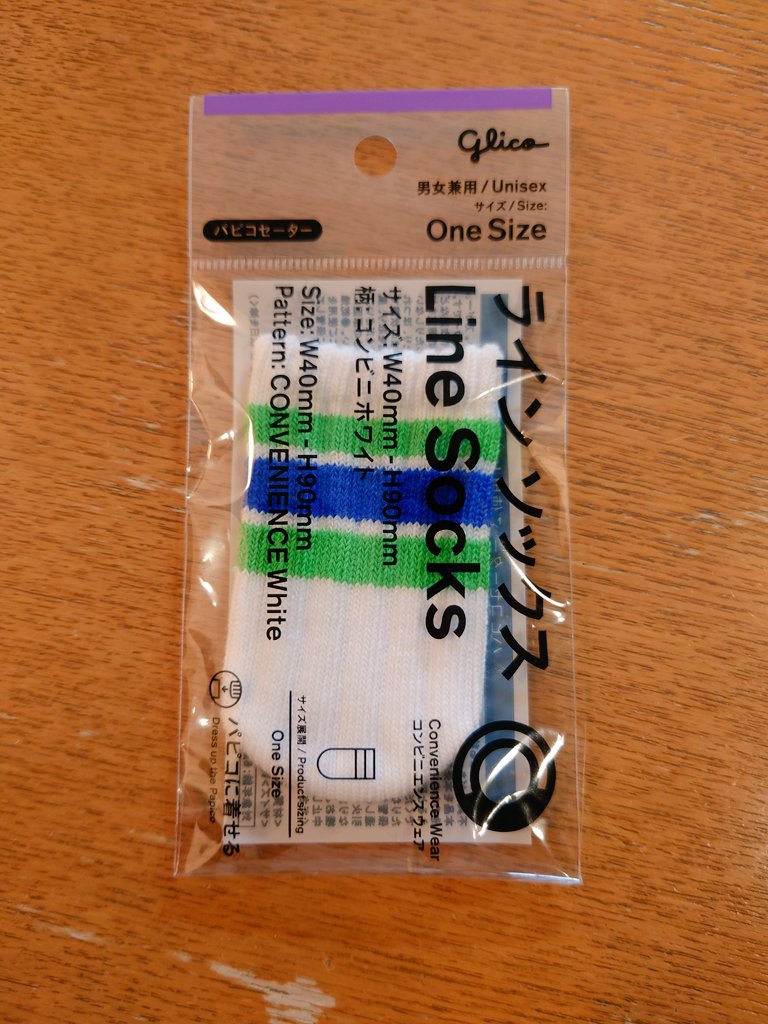 glico
男女兼用 / Unisex
サイズ / Size:
One Size
パピコセーター
ライン ソックス
Line Socks
サイズ: W40mm - H90mm
柄: コンビニ ホワイト
Size: W40mm - H90mm
Pattern: CONVENIENCE White
Convenience Wear
コンビニエンス ウェア
サイズ展開 / Product sizing
One Size
パピコに着せる
Dress up the Papico